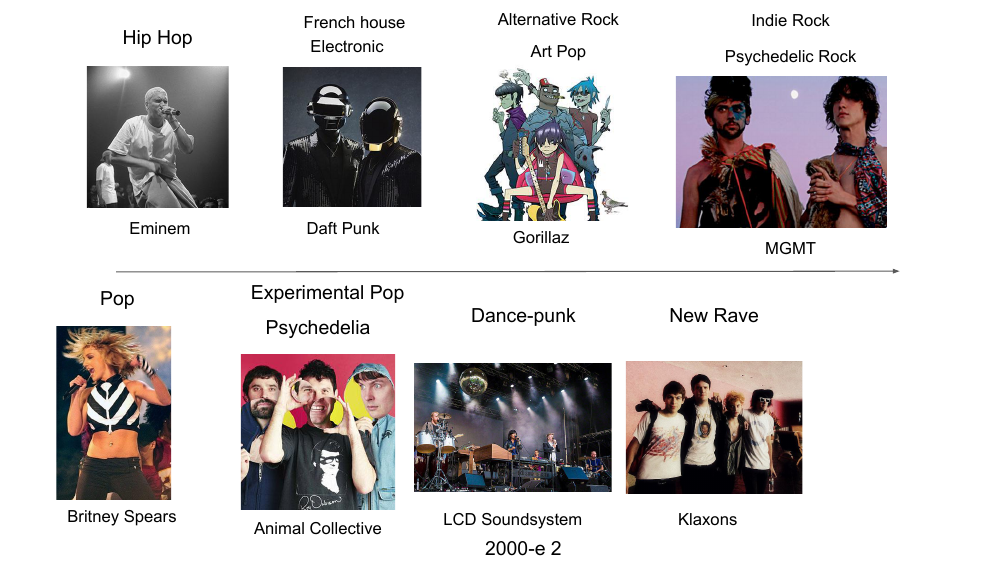 Hip Hop
French house
Electronic
Alternative Rock
Art Pop
Indie Rock
Psychedelic Rock
Eminem
Daft Punk
Gorillaz
MGMT
Pop
Experimental Pop
Psychedelia
Dance-punk
New Rave
Britney Spears
Animal Collective
LCD Soundsystem
Klaxons
2000-e 2